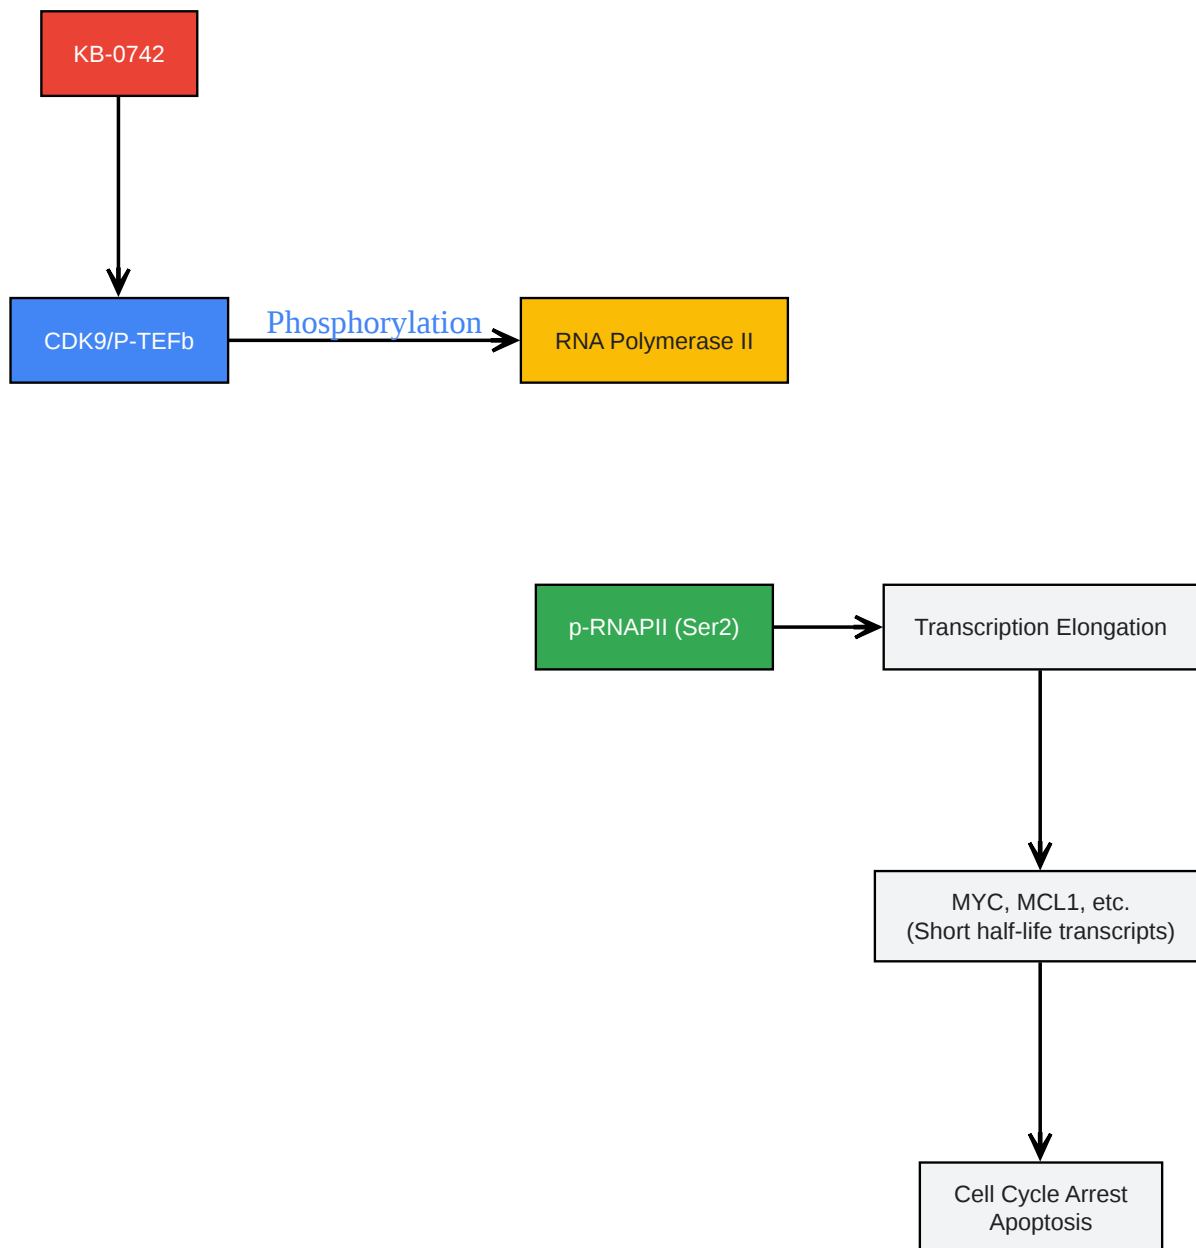 KB-0742
CDK9/P-TEFb
Phosphorylation
RNA Polymerase II
p-RNAPII (Ser2)
Transcription Elongation
MYC, MCL1, etc.
(Short half-life transcripts)
Cell Cycle Arrest
Apoptosis